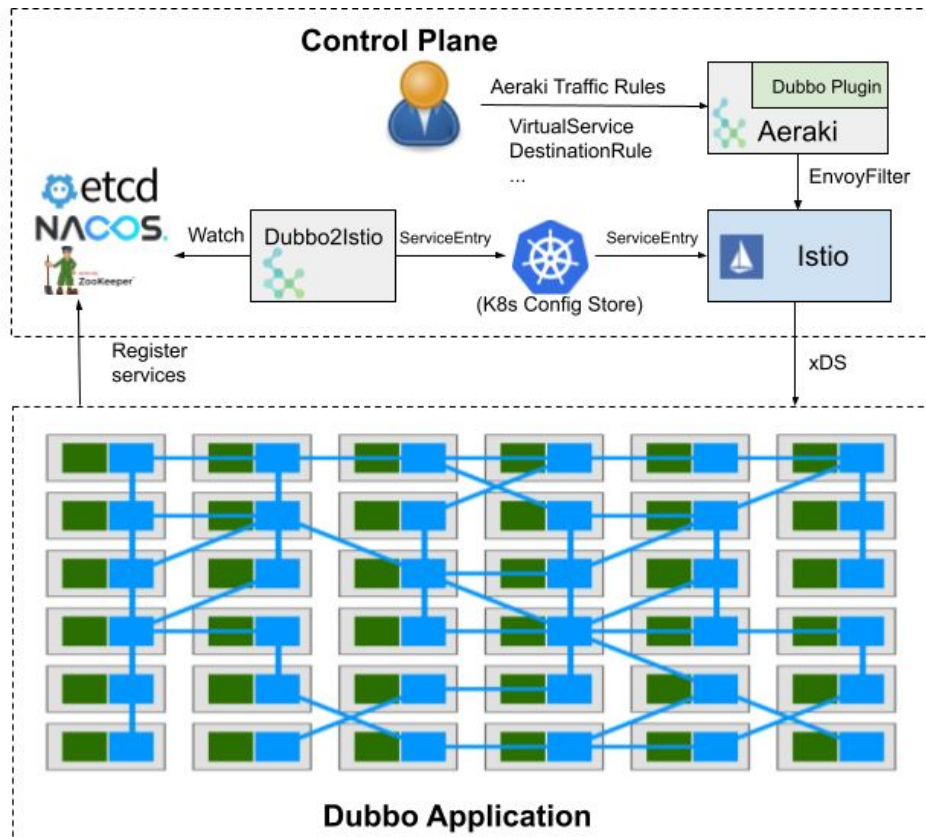 Control Plane
Aeraki Traffic Rules
VirtualService
DestinationRule
...
Dubbo Plugin
Aeraki
EnvoyFilter
etcd
NACOS.
ZooKeeper
Watch
Dubbo2Istio
ServiceEntry
(K8s Config Store)
ServiceEntry
Istio
Register
services
xDS
Dubbo Application